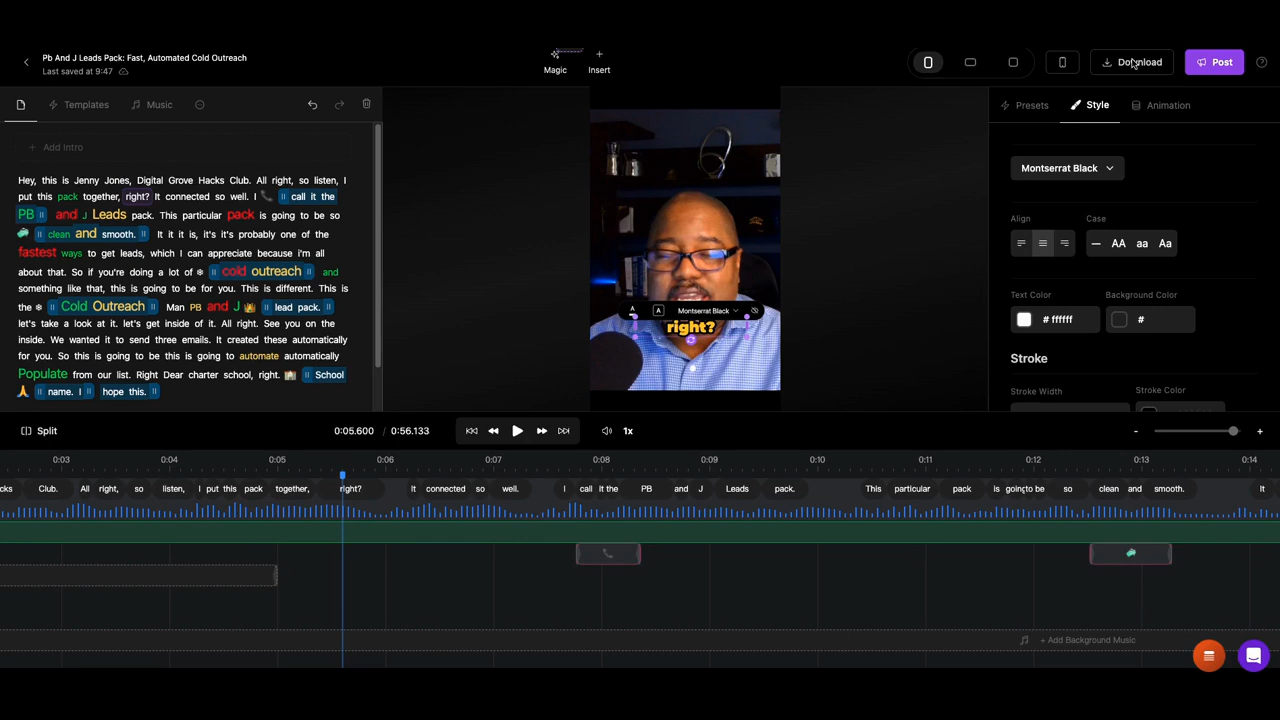 Pb And J Leads Pack: Fast, Automated Cold Outreach
Last saved at 9:47
Magic
Insert
Download
Post
Templates
Music
Presets
Style
Animation
+ Add Intro
Hey, this is Jenny Jones, Digital Grove Hacks Club. All right, so listen, I
put this pack together, right? It connected so well. I 📞 call it the
PB and J Leads pack. This particular pack is going to be so
clean and smooth. It it it is, it's it's probably one of the
fastest ways to get leads, which I can appreciate because i'm all
about that. So if you're doing a lot of ❄ cold outreach and
something like that, this is going to be for you. This is different. This is
the ❄ Cold Outreach Man PB and J 👑 lead pack.
let's take a look at it. let's get inside of it. All right. See you on the
inside. We wanted it to send three emails. It created these automatically
for you. So this is going to be this is going to automate automatically
Populate from our list. Right Dear charter school, right. 🏫 School
🙏 name. I hope this.
Montserrat Black
right?
Montserrat Black
Align
Case
— AA aa Aa
Text Color
Background Color
# ffffff
#
Stroke
Stroke Width
Stroke Color
Split
0:05.600 / 0:56.133
1x
- +
0:03 0:04 0:05 0:06 0:07 0:08 0:09 0:10 0:11 0:12 0:13 0:14
cks Club. All right, so listen, I put this pack together, right? It connected so well. I call it the PB and J Leads pack. This particular pack is going to be so clean and smooth. It
+ Add Background Music